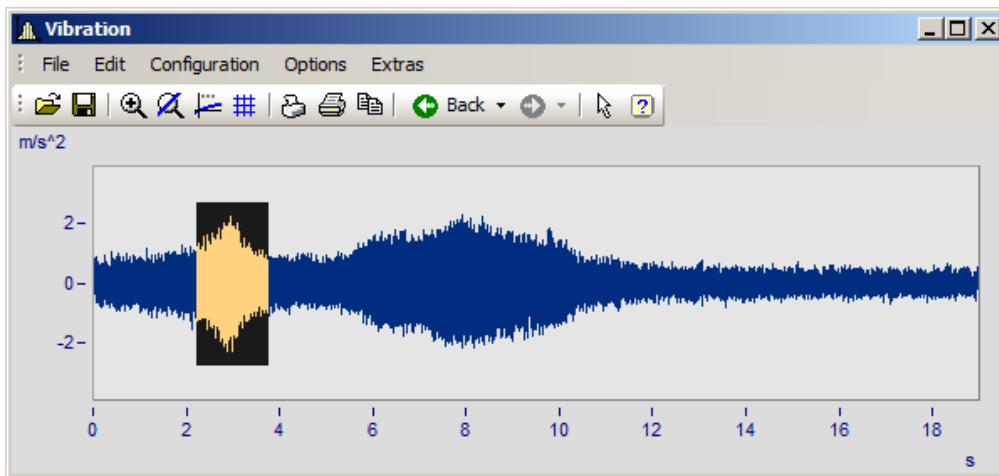 Vibration
File Edit Configuration Options Extras
Back
?
m/s^2
2
0
-2
0 2 4 6 8 10 12 14 16 18
s